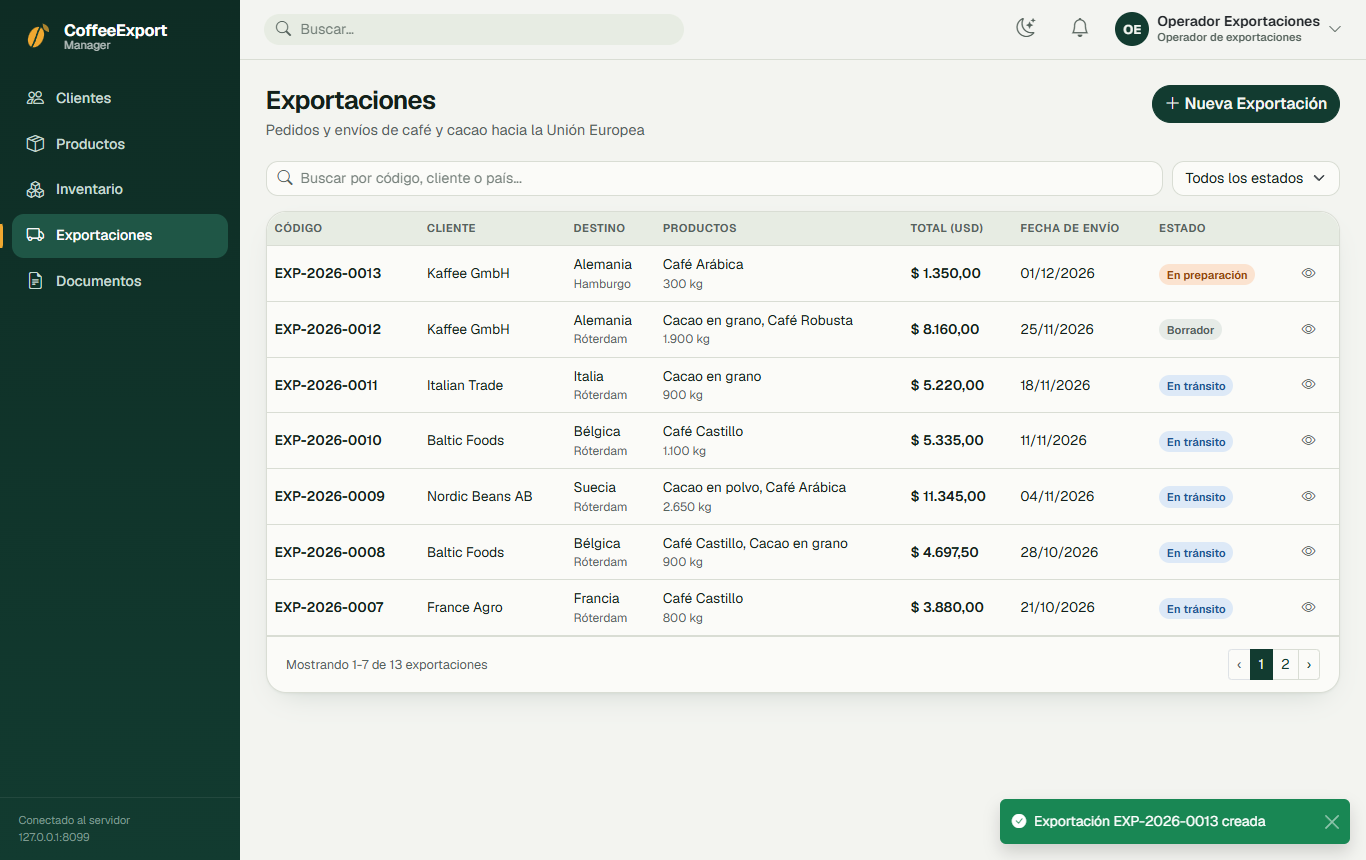 CoffeeExport
Manager
Clientes
Productos
Inventario
Exportaciones
Documentos
Conectado al servidor
127.0.0.1:8099
Buscar...
OE
Operador Exportaciones
Operador de exportaciones
Exportaciones
Pedidos y envíos de café y cacao hacia la Unión Europea
+ Nueva Exportación
Buscar por código, cliente o país...
Todos los estados
CÓDIGO CLIENTE DESTINO PRODUCTOS TOTAL (USD) FECHA DE ENVÍO ESTADO
EXP-2026-0013 Kaffee GmbH Alemania Café Arábica $ 1.350,00 01/12/2026 En preparación
Hamburgo 300 kg
EXP-2026-0012 Kaffee GmbH Alemania Cacao en grano, Café Robusta $ 8.160,00 25/11/2026 Borrador
Róterdam 1.900 kg
EXP-2026-0011 Italian Trade Italia Cacao en grano $ 5.220,00 18/11/2026 En tránsito
Róterdam 900 kg
EXP-2026-0010 Baltic Foods Bélgica Café Castillo $ 5.335,00 11/11/2026 En tránsito
Róterdam 1.100 kg
EXP-2026-0009 Nordic Beans AB Suecia Cacao en polvo, Café Arábica $ 11.345,00 04/11/2026 En tránsito
Róterdam 2.650 kg
EXP-2026-0008 Baltic Foods Bélgica Café Castillo, Cacao en grano $ 4.697,50 28/10/2026 En tránsito
Róterdam 900 kg
EXP-2026-0007 France Agro Francia Café Castillo $ 3.880,00 21/10/2026 En tránsito
Róterdam 800 kg
Mostrando 1-7 de 13 exportaciones
‹ 1 2 ›
Exportación EXP-2026-0013 creada